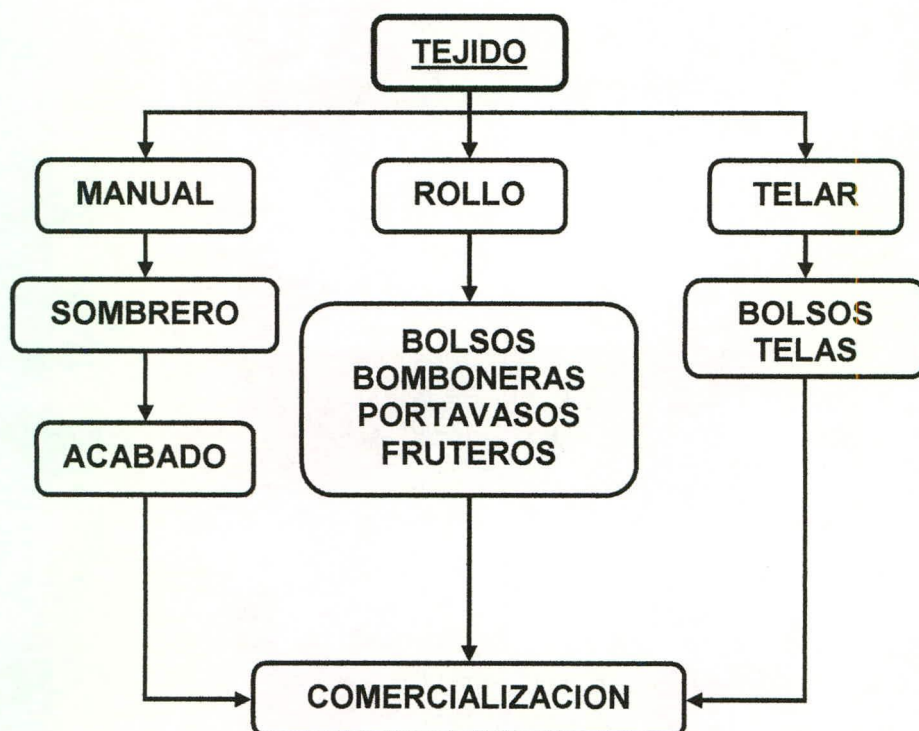 TEJIDO
MANUAL
ROLLO
TELAR
SOMBRERO
BOLSOS
BOMBONERAS
PORTAVASOS
FRUTEROS
BOLSOS
TELAS
ACABADO
COMERCIALIZACION